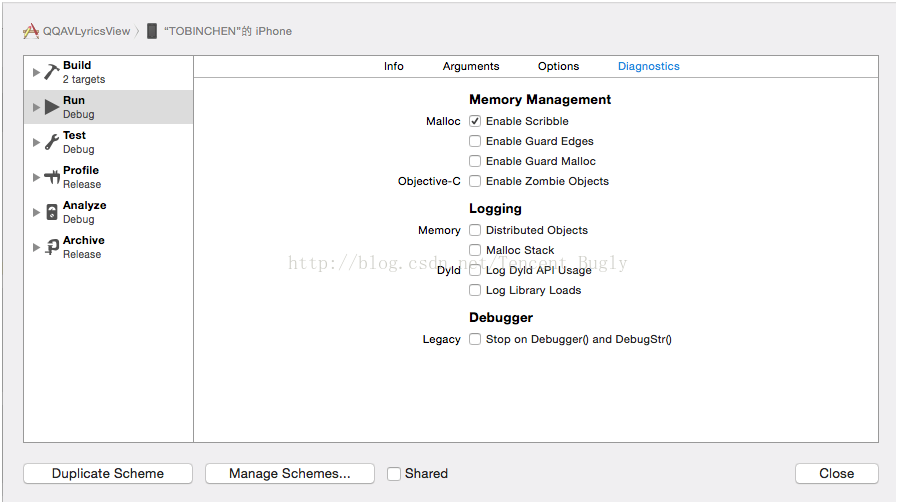 QQAVLyricsView 〉 “TOBINCHEN”的 iPhone
Build
2 targets
Run
Debug
Test
Debug
Profile
Release
Analyze
Debug
Archive
Release
Info Arguments Options Diagnostics
Memory Management
Malloc Enable Scribble
Enable Guard Edges
Enable Guard Malloc
Objective-C Enable Zombie Objects
Logging
Memory Distributed Objects
Malloc Stack
http://blog.csdn.net/Tencent_Bugly
Dyld Log Dyld API Usage
Log Library Loads
Debugger
Legacy Stop on Debugger() and DebugStr()
Duplicate Scheme Manage Schemes... Shared Close